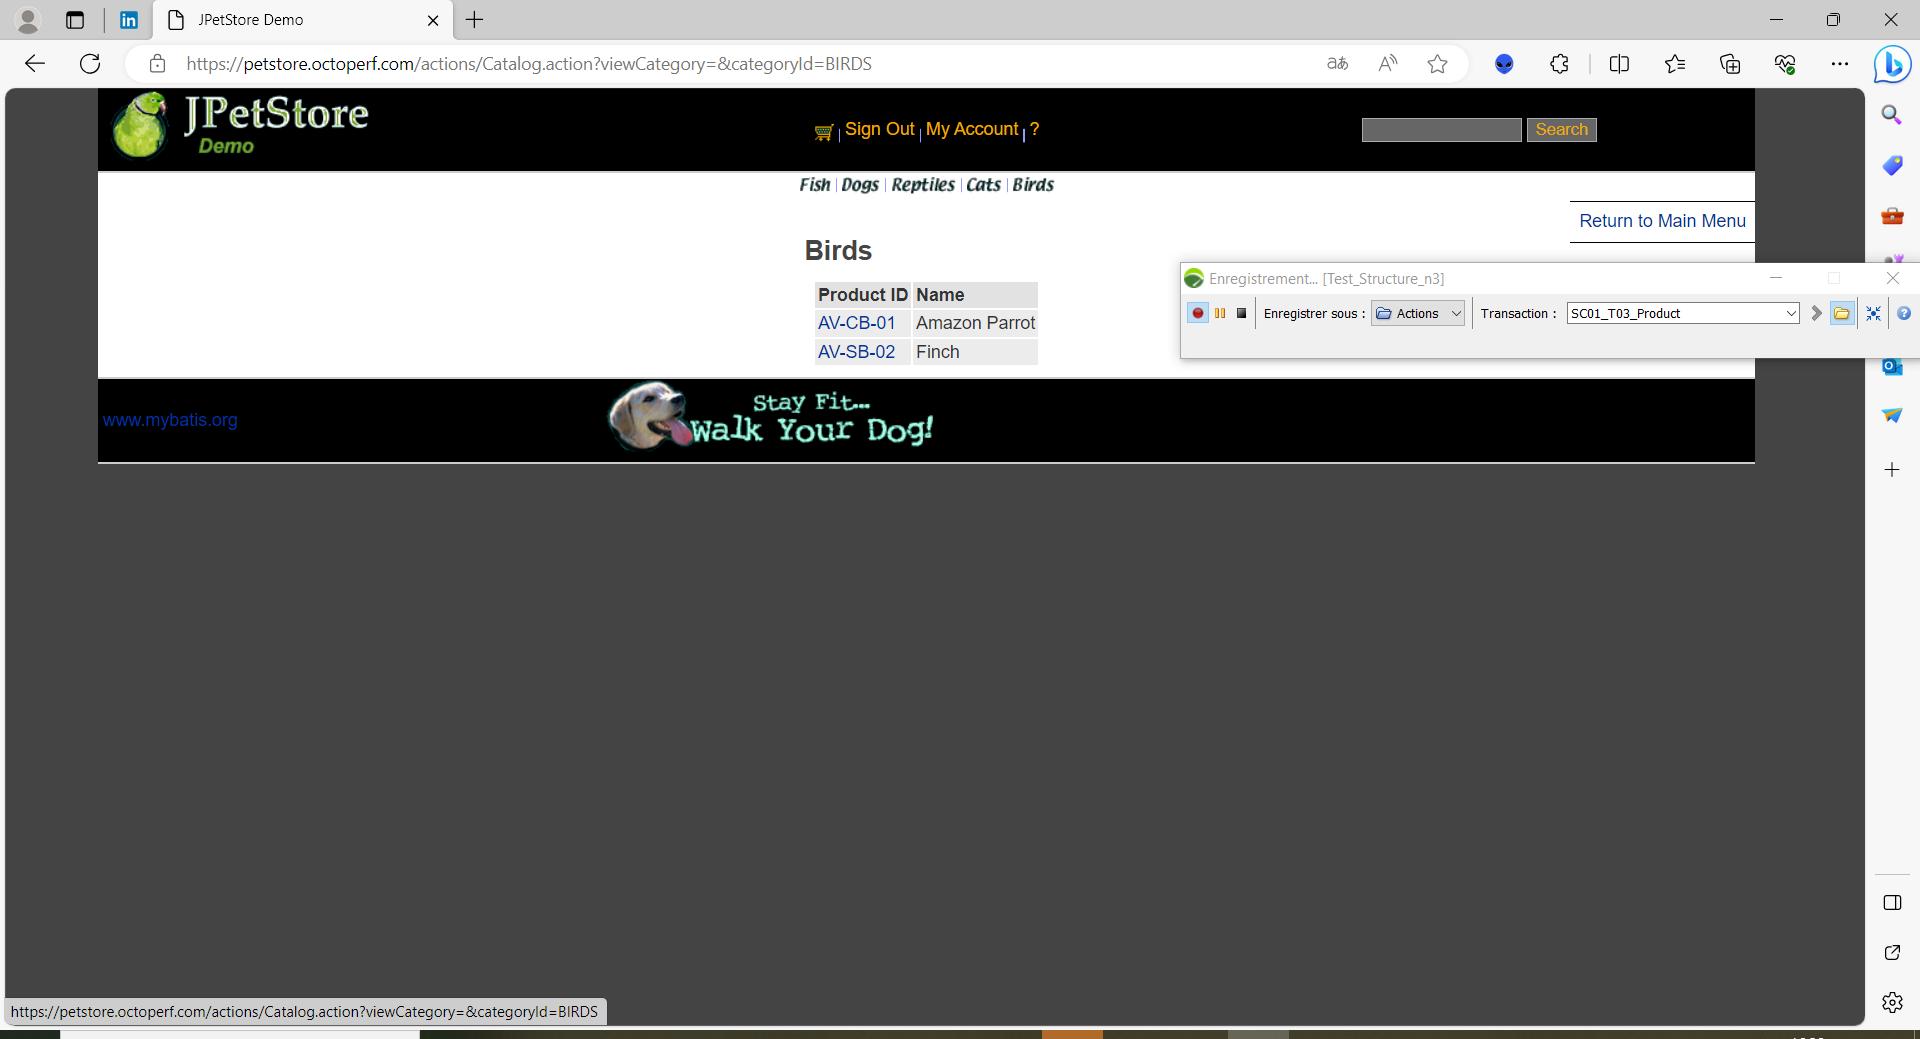 JPetStore Demo
https://petstore.octoperf.com/actions/Catalog.action?viewCategory=&categoryId=BIRDS
JPetStore
Demo
Sign Out | My Account | ?
Search
Fish | Dogs | Reptiles | Cats | Birds
Return to Main Menu
Birds
Product ID Name
AV-CB-01 Amazon Parrot
AV-SB-02 Finch
Enregistrement... [Test_Structure_n3]
Enregistrer sous : Actions Transaction : SC01_T03_Product
www.mybatis.org
Stay Fit...
Walk Your Dog!
https://petstore.octoperf.com/actions/Catalog.action?viewCategory=&categoryId=BIRDS